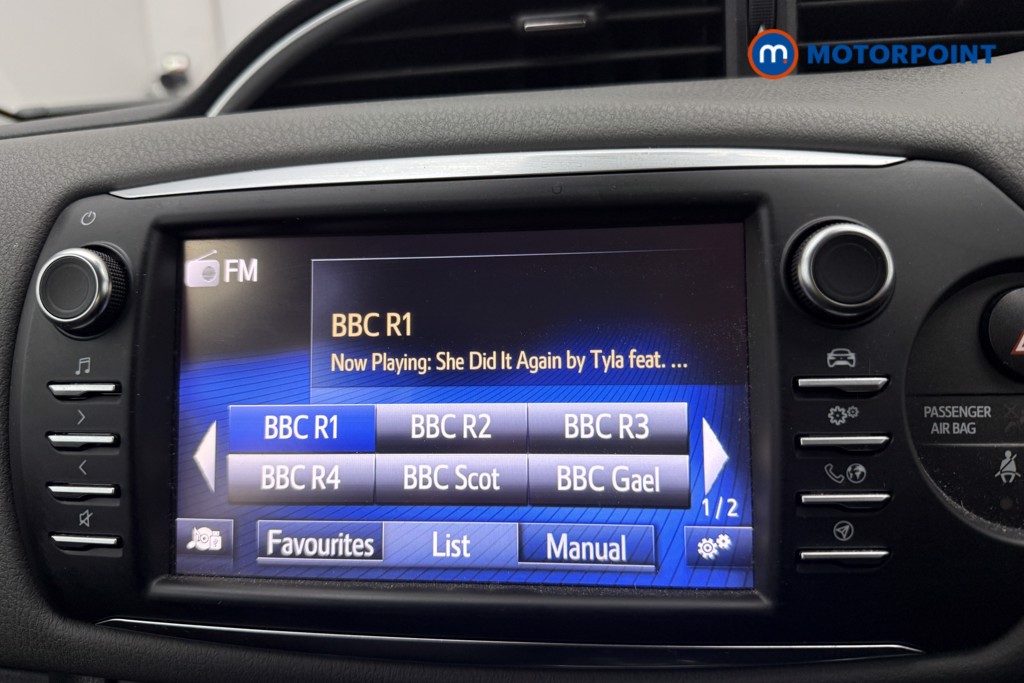 m MOTORPOINT
FM
BBC R1
Now Playing: She Did It Again by Tyla feat. ...
BBC R1 BBC R2 BBC R3
BBC R4 BBC Scot BBC Gael
1/2
Favourites List Manual
PASSENGER
AIR BAG